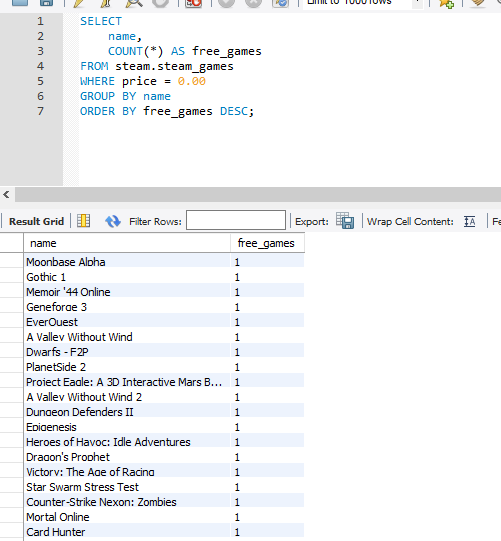 Limit to 1000 rows
1 SELECT
2 name,
3 COUNT(*) AS free_games
4 FROM steam.steam_games
5 WHERE price = 0.00
6 GROUP BY name
7 ORDER BY free_games DESC;
Result Grid Filter Rows: Export: Wrap Cell Content: Fe
name free_games
Moonbase Alpha 1
Gothic 1 1
Memoir '44 Online 1
Geneforge 3 1
EverQuest 1
A Valley Without Wind 1
Dwarfs - F2P 1
PlanetSide 2 1
Project Eagle: A 3D Interactive Mars B... 1
A Valley Without Wind 2 1
Dungeon Defenders II 1
Epigenesis 1
Heroes of Havoc: Idle Adventures 1
Dragon's Prophet 1
Victory: The Age of Racing 1
Star Swarm Stress Test 1
Counter-Strike Nexon: Zombies 1
Mortal Online 1
Card Hunter 1